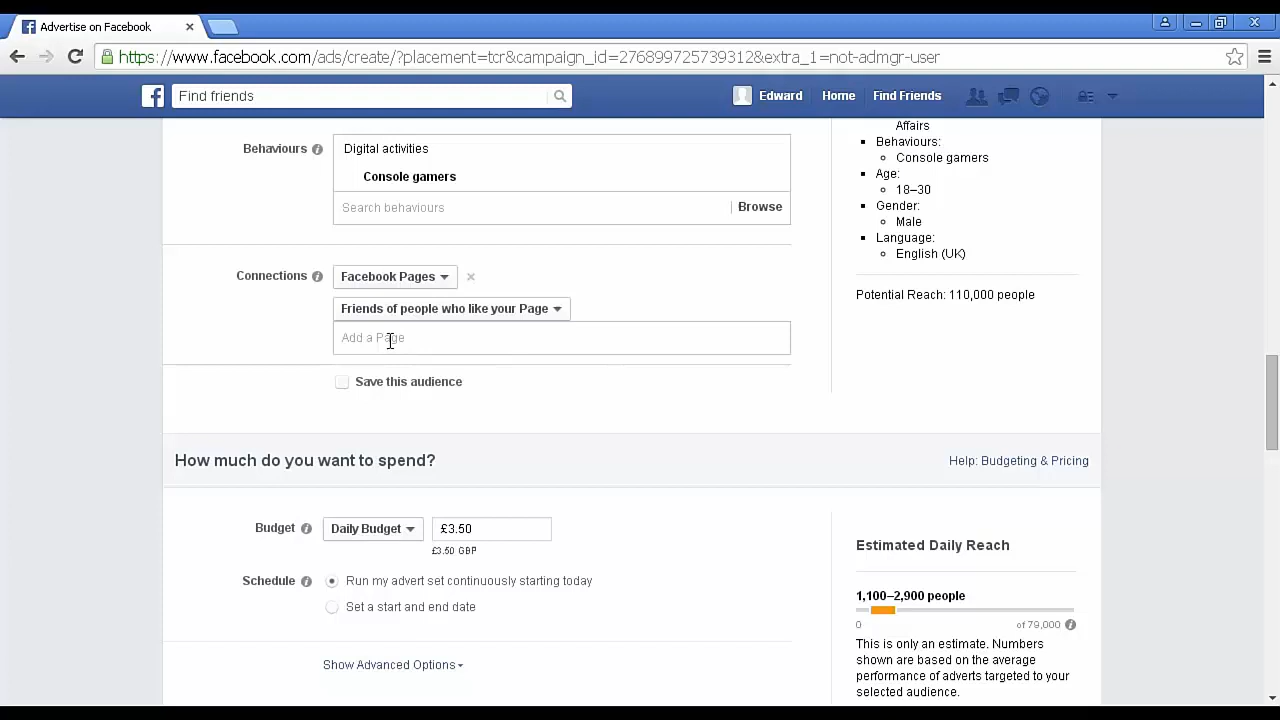 Advertise on Facebook
https://www.facebook.com/ads/create/?placement=tcr&campaign_id=276899725739312&extra_1=not-admgr-user
Find friends
Edward
Home
Find Friends
Behaviours
Digital activities
Console gamers
Search behaviours
Browse
Connections
Facebook Pages
Friends of people who like your Page
Add a Page
Save this audience
Affairs
Behaviours:
Console gamers
Age:
18–30
Gender:
Male
Language:
English (UK)
Potential Reach: 110,000 people
How much do you want to spend?
Help: Budgeting & Pricing
Budget
Daily Budget
£3.50
£3.50 GBP
Schedule
Run my advert set continuously starting today
Set a start and end date
Show Advanced Options
Estimated Daily Reach
1,100–2,900 people
0
of 79,000
This is only an estimate. Numbers
shown are based on the average
performance of adverts targeted to your
selected audience.